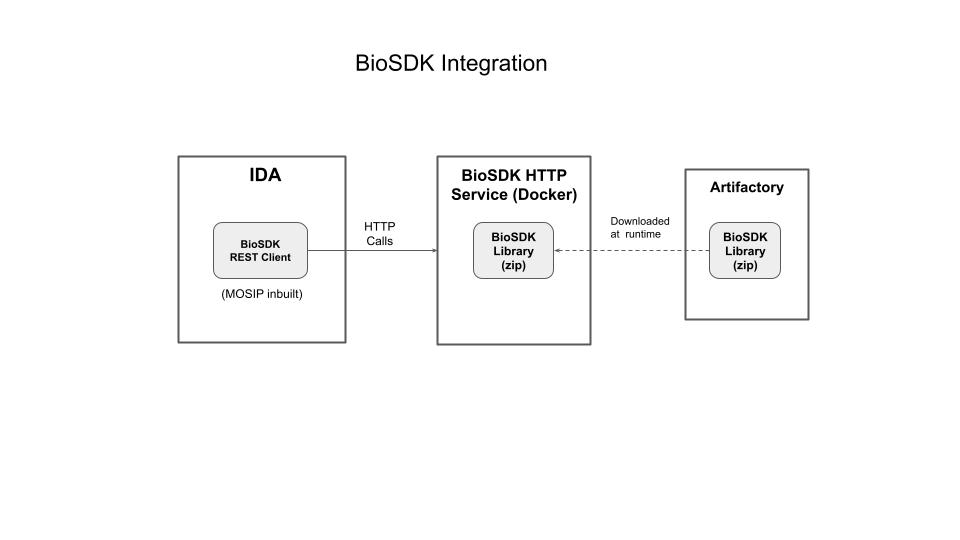 BioSDK Integration
IDA
BioSDK
REST Client
(MOSIP inbuilt)
HTTP
Calls
BioSDK HTTP
Service (Docker)
BioSDK
Library
(zip)
Downloaded
at runtime
Artifactory
BioSDK
Library
(zip)